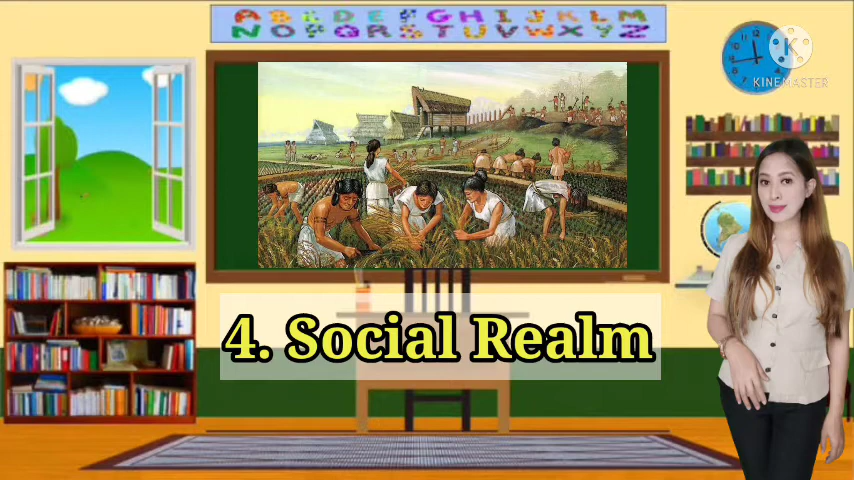 ABCDEFGHIJKLM
NOPQRSTUVWXYZ
K
KINEMASTER
4. Social Realm